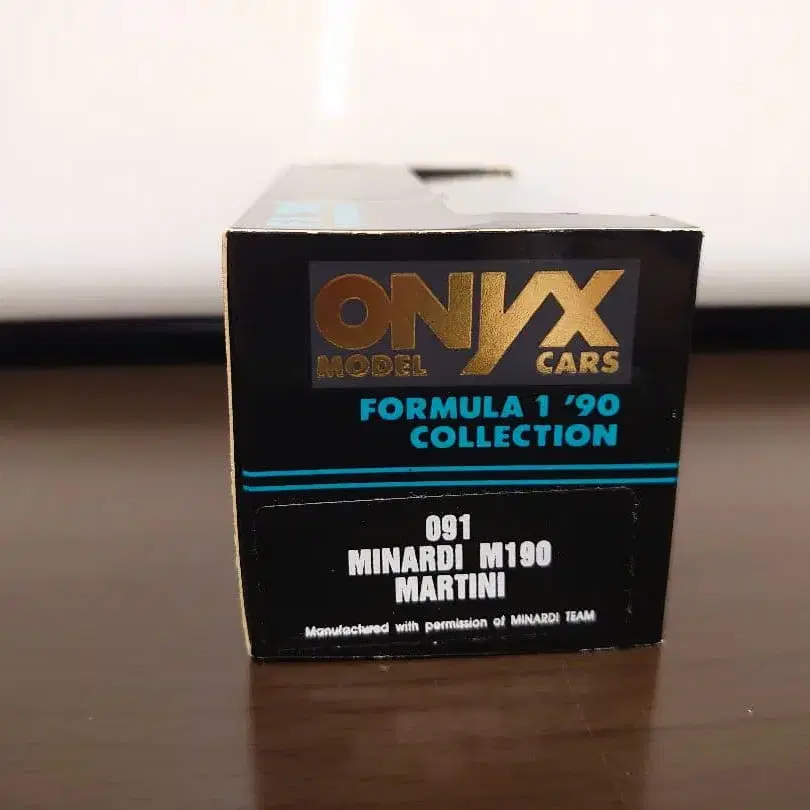 ONYX
MODEL CARS
FORMULA 1 '90
COLLECTION
091
MINARDI M190
MARTINI
Manufactured with permission of MINARDI TEAM